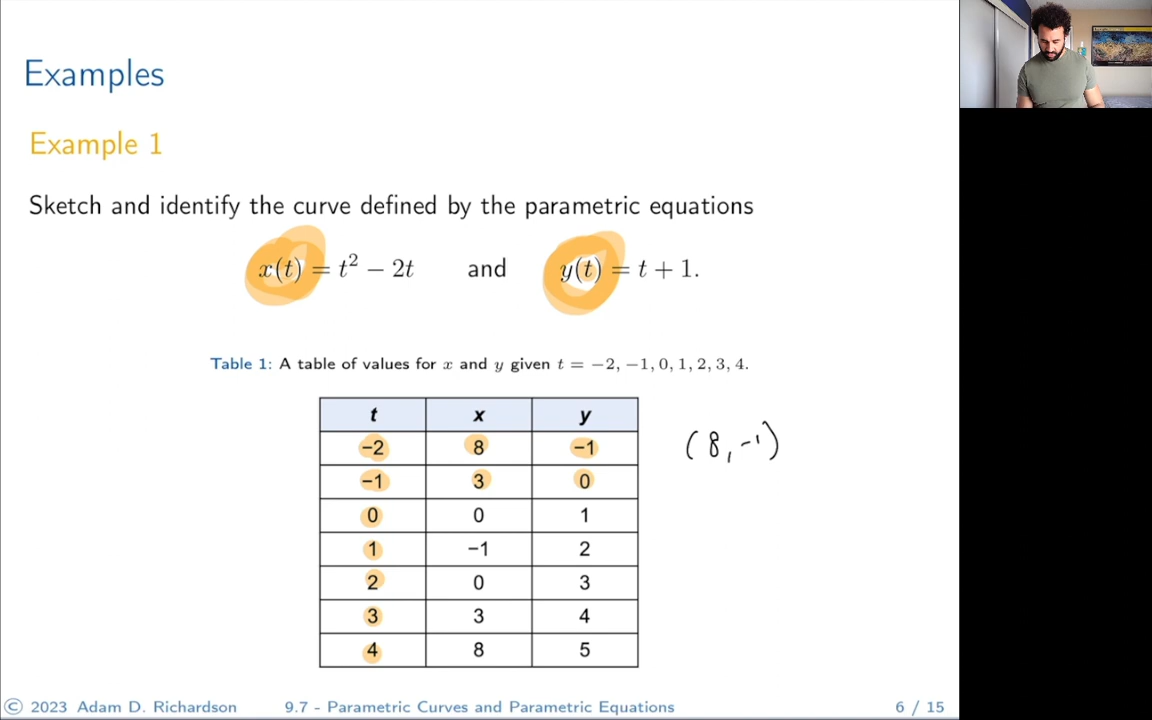 Examples
Example 1
Sketch and identify the curve defined by the parametric equations
x(t) = t² − 2t and y(t) = t + 1.
Table 1: A table of values for x and y given t = −2, −1, 0, 1, 2, 3, 4.
t x y
−2 8 −1 (8, −1)
−1 3 0
0 0 1
1 −1 2
2 0 3
3 3 4
4 8 5
© 2023 Adam D. Richardson 9.7 - Parametric Curves and Parametric Equations 6 / 15